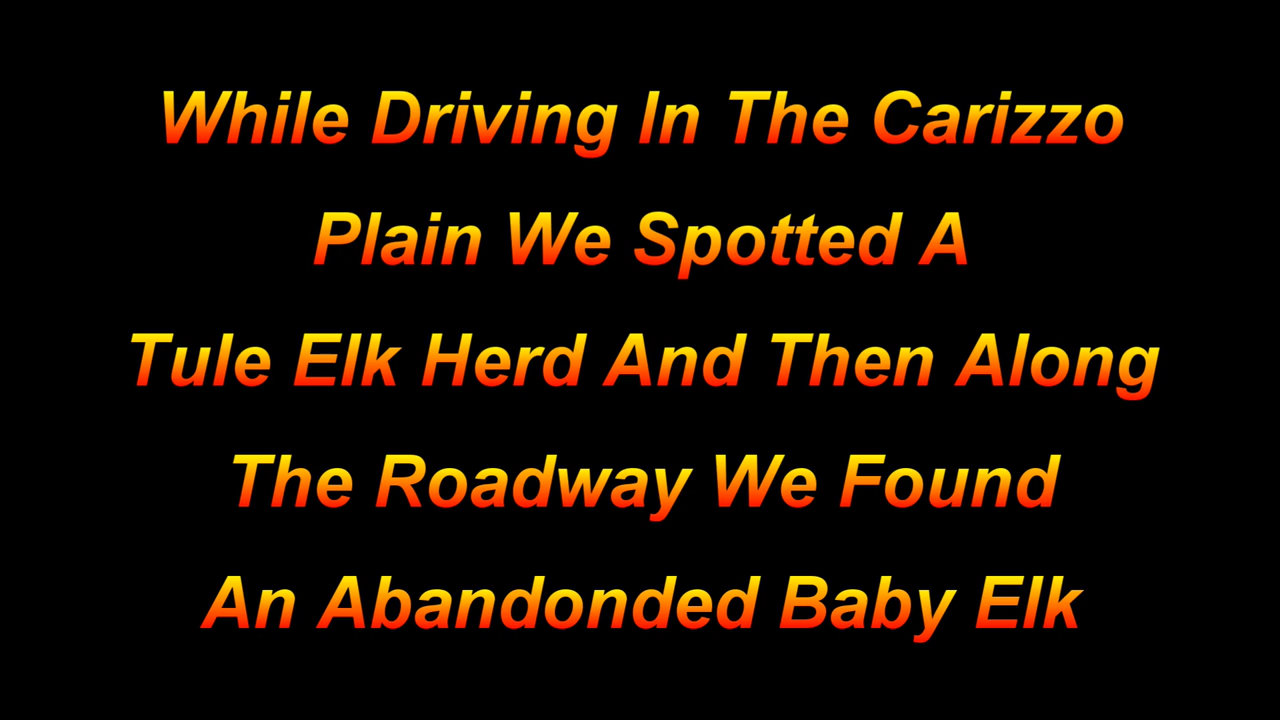 While Driving In The Carizzo
Plain We Spotted A
Tule Elk Herd And Then Along
The Roadway We Found
An Abandonded Baby Elk